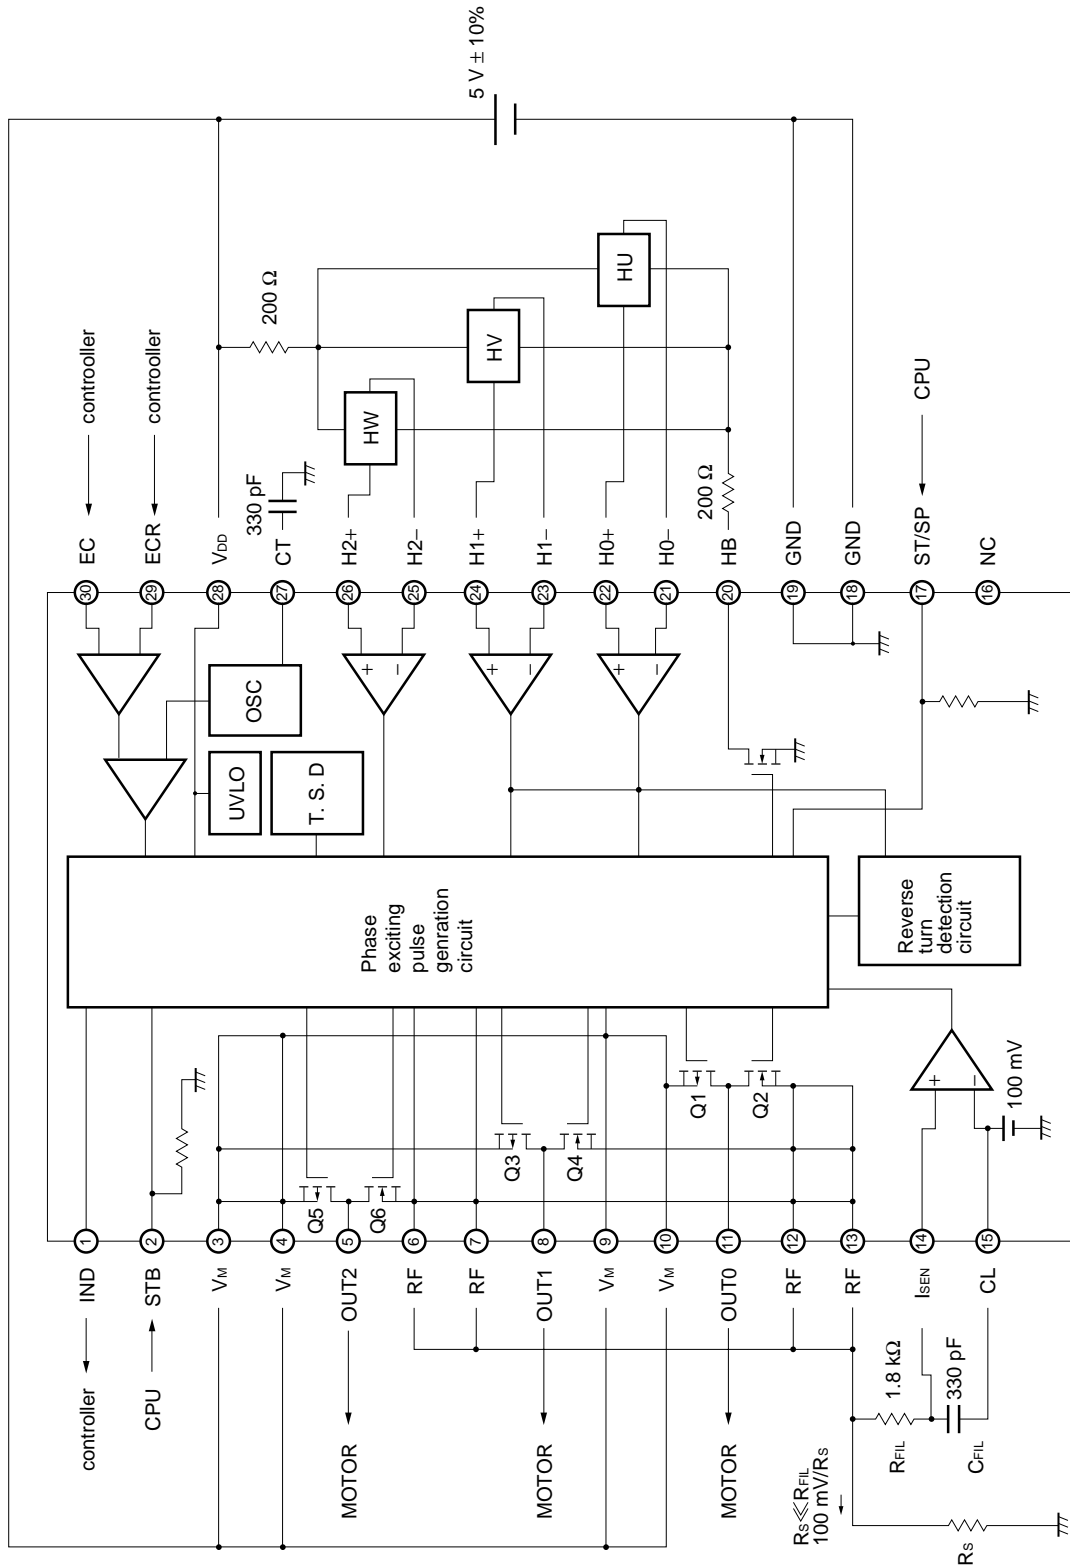 5 V ± 10%
controoller
controoller
CPU
200 Ω
HW
HV
HU
330 pF
200 Ω
EC
ECR
VDD
CT
H2+
H2−
H1+
H1−
H0+
H0−
HB
GND
GND
ST/SP
NC
30
29
28
27
26
25
24
23
22
21
20
19
18
17
16
+
−
+
−
+
−
OSC
UVLO
T. S. D
Phase
exciting
pulse
genration
circuit
Reverse
turn
detection
circuit
+
−
100 mV
Q5
Q6
Q3
Q4
Q1
Q2
1
2
3
4
5
6
7
8
9
10
11
12
13
14
15
IND
STB
VM
VM
OUT2
RF
RF
OUT1
VM
VM
OUT0
RF
RF
ISEN
CL
controller
CPU
MOTOR
MOTOR
MOTOR
1.8 kΩ
330 pF
RFIL
CFIL
RS≪RFIL
100 mV/RS
RS